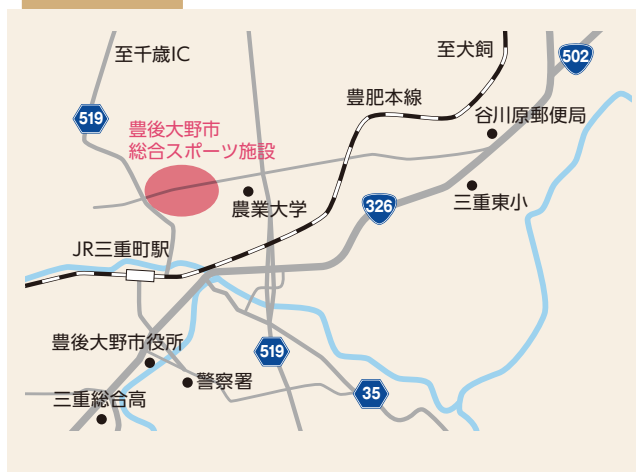 至千歳IC
至犬飼
502
519
豊肥本線
谷川原郵便局
豊後大野市
総合スポーツ施設
農業大学
三重東小
326
JR三重町駅
豊後大野市役所
519
警察署
35
三重総合高